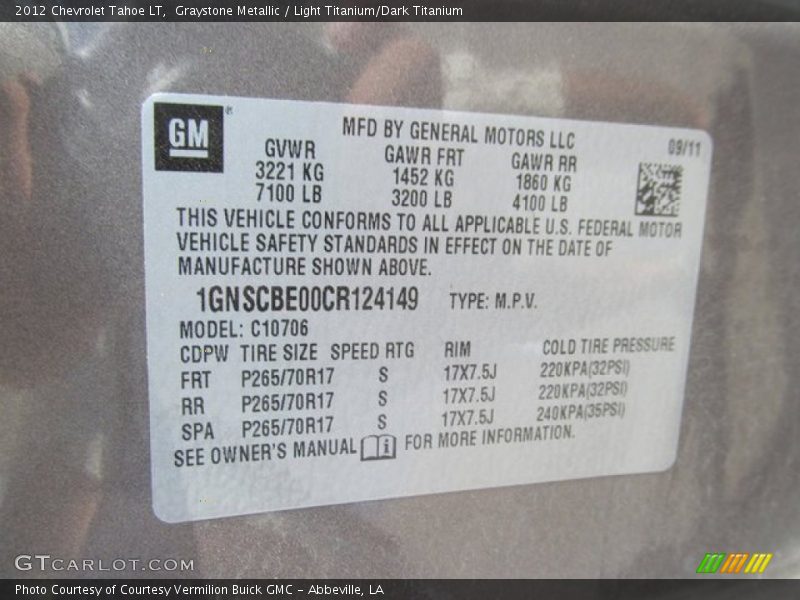 2012 Chevrolet Tahoe LT, Graystone Metallic / Light Titanium/Dark Titanium
GM ®
MFD BY GENERAL MOTORS LLC
09/11
GVWR GAWR FRT GAWR RR
3221 KG 1452 KG 1860 KG
7100 LB 3200 LB 4100 LB
THIS VEHICLE CONFORMS TO ALL APPLICABLE U.S. FEDERAL MOTOR
VEHICLE SAFETY STANDARDS IN EFFECT ON THE DATE OF
MANUFACTURE SHOWN ABOVE.
1GNSCBE00CR124149 TYPE: M.P.V.
MODEL: C10706
CDPW TIRE SIZE SPEED RTG RIM COLD TIRE PRESSURE
FRT P265/70R17 S 17X7.5J 220KPA(32PSI)
RR P265/70R17 S 17X7.5J 220KPA(32PSI)
SPA P265/70R17 S 17X7.5J 240KPA(35PSI)
SEE OWNER'S MANUAL i FOR MORE INFORMATION.
GTCARLOT.COM
Photo Courtesy of Courtesy Vermilion Buick GMC - Abbeville, LA